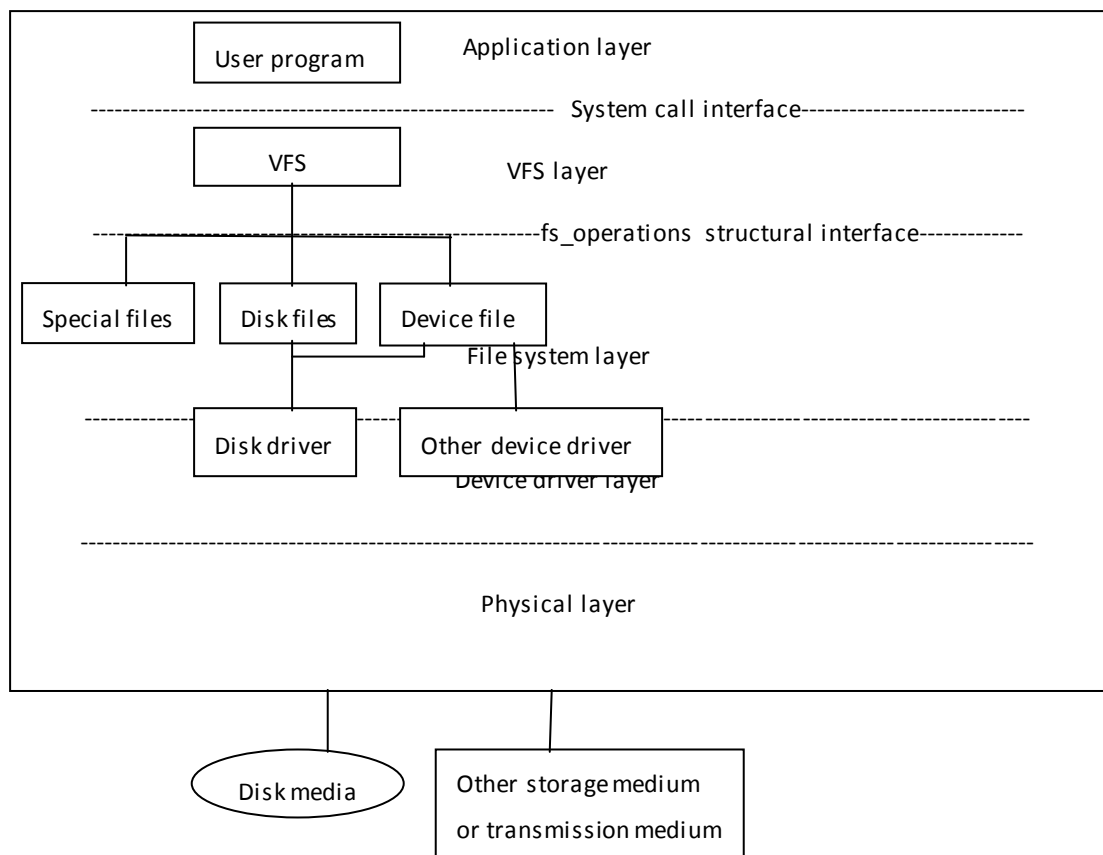 User program
Application layer
System call interface
VFS
VFS layer
fs_operations structural interface
Special files
Disk files
Device file
File system layer
Disk driver
Other device driver
Device driver layer
Physical layer
Disk media
Other storage medium
or transmission medium